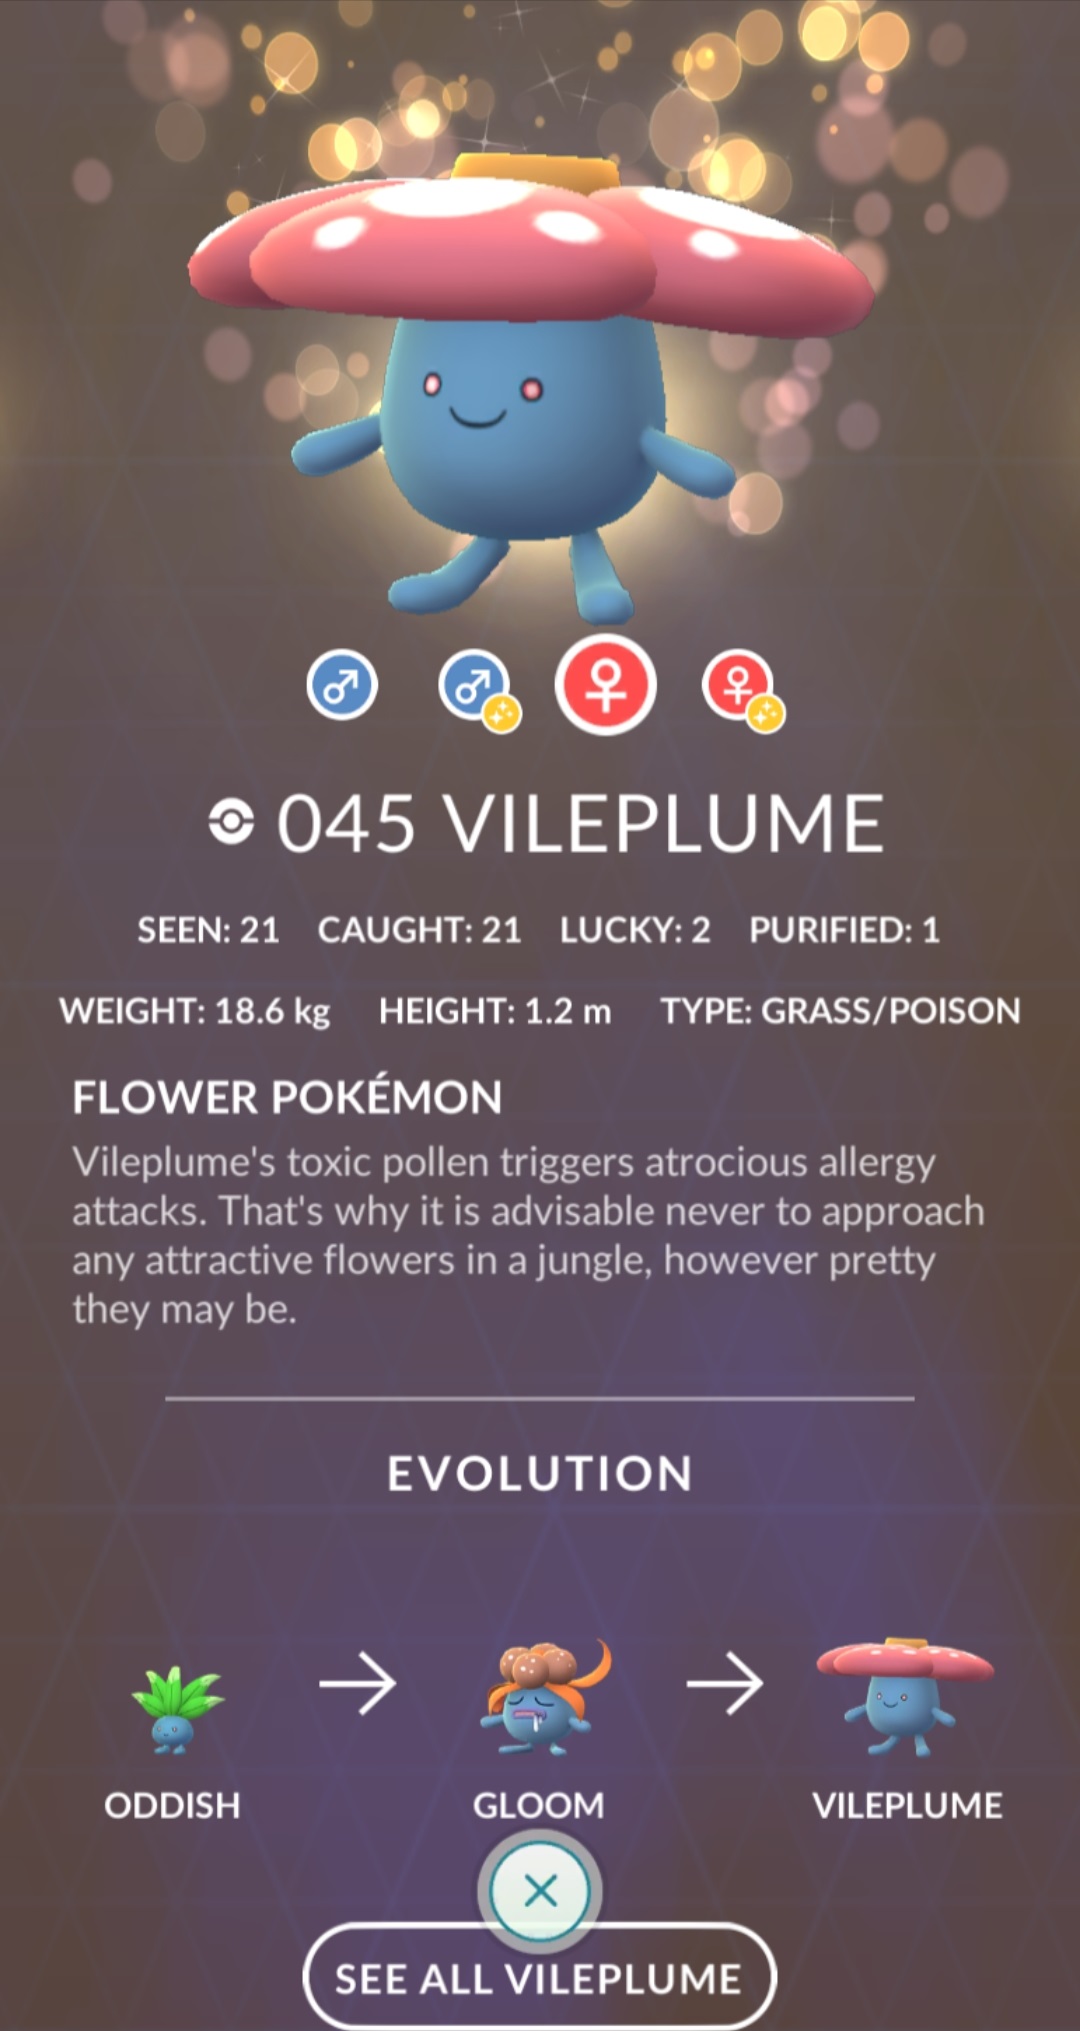 045 VILEPLUME
SEEN: 21 CAUGHT: 21 LUCKY: 2 PURIFIED: 1
WEIGHT: 18.6 kg HEIGHT: 1.2 m TYPE: GRASS/POISON
FLOWER POKÉMON
Vileplume's toxic pollen triggers atrocious allergy
attacks. That's why it is advisable never to approach
any attractive flowers in a jungle, however pretty
they may be.
EVOLUTION
ODDISH GLOOM VILEPLUME
SEE ALL VILEPLUME